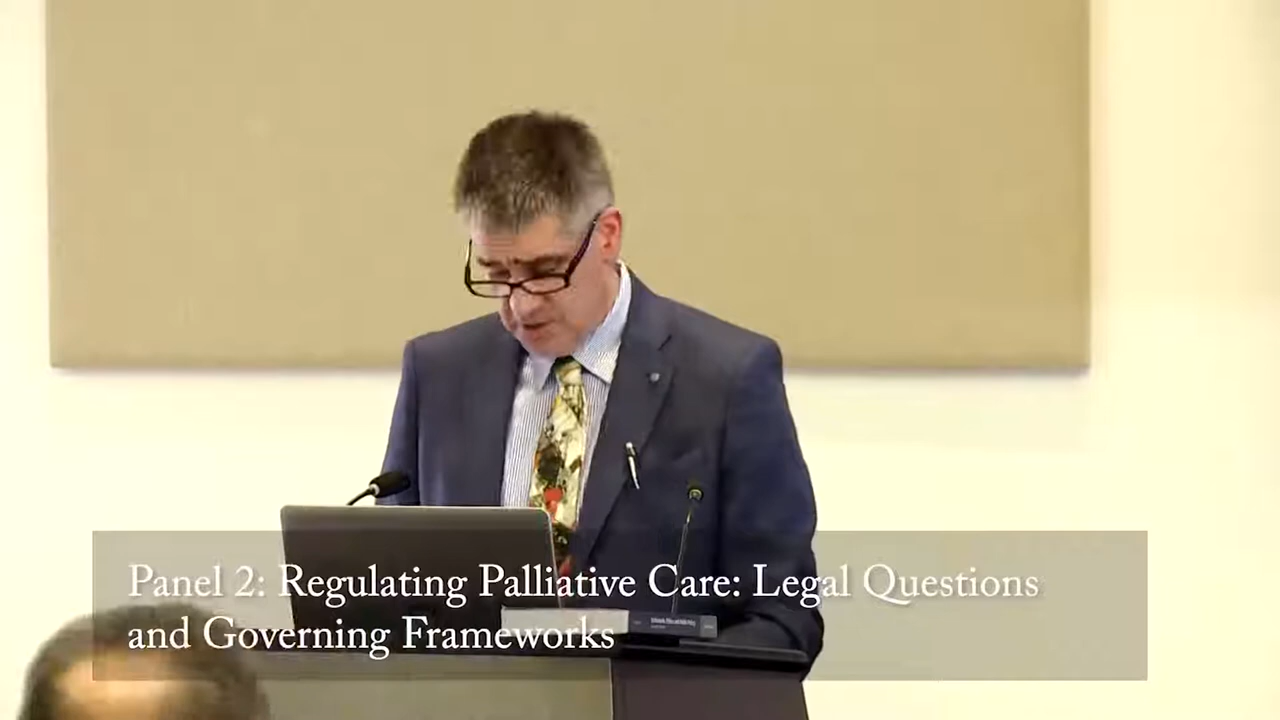 Panel 2: Regulating Palliative Care: Legal Questions
and Governing Frameworks